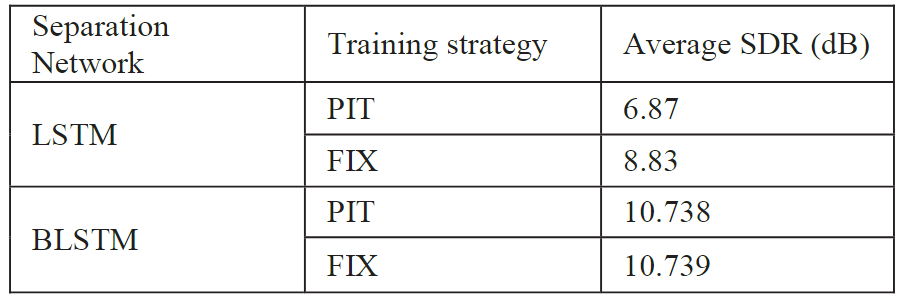 Separation
Network
Training strategy
Average SDR (dB)
LSTM
PIT
6.87
FIX
8.83
BLSTM
PIT
10.738
FIX
10.739